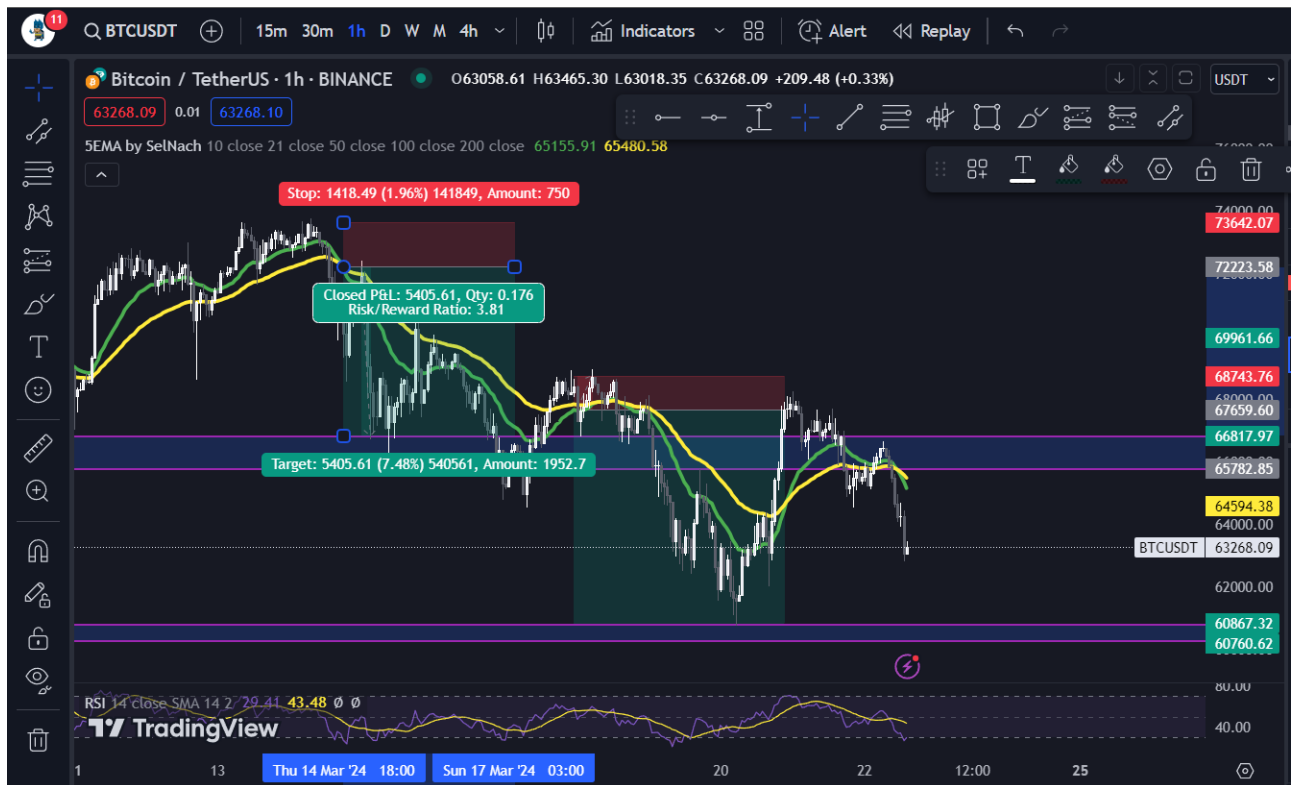 11
BTCUSDT
15m 30m 1h D W M 4h
Indicators
Alert
Replay
Bitcoin / TetherUS · 1h · BINANCE
O63058.61 H63465.30 L63018.35 C63268.09 +209.48 (+0.33%)
USDT
63268.09 0.01 63268.10
5EMA by SelNach 10 close 21 close 50 close 100 close 200 close 65155.91 65480.58
Stop: 1418.49 (1.96%) 141849, Amount: 750
73642.07
72223.58
Closed P&L: 5405.61, Qty: 0.176
Risk/Reward Ratio: 3.81
69961.66
68743.76
67659.60
66817.97
Target: 5405.61 (7.48%) 540561, Amount: 1952.7
65782.85
64594.38
64000.00
BTCUSDT 63268.09
62000.00
60867.32
60760.62
RSI 14 close SMA 14 2 29.41 43.48 Ø Ø
80.00
TradingView
40.00
1 13 Thu 14 Mar '24 18:00 Sun 17 Mar '24 03:00 20 22 12:00 25